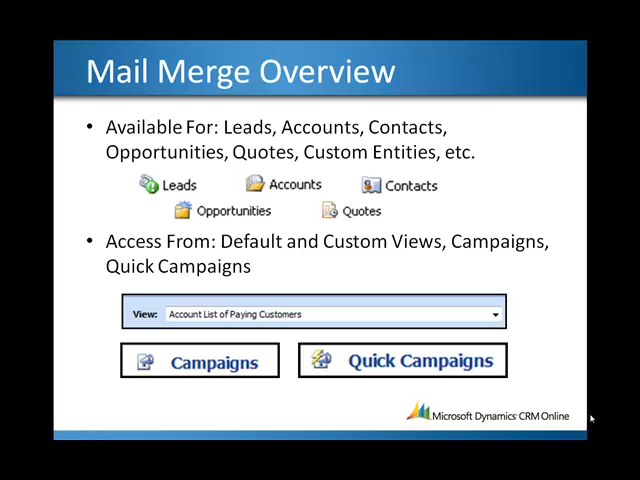 Mail Merge Overview
• Available For: Leads, Accounts, Contacts,
Opportunities, Quotes, Custom Entities, etc.
Leads Accounts Contacts
Opportunities Quotes
• Access From: Default and Custom Views, Campaigns,
Quick Campaigns
View: Account List of Paying Customers
Campaigns Quick Campaigns
Microsoft Dynamics CRM Online